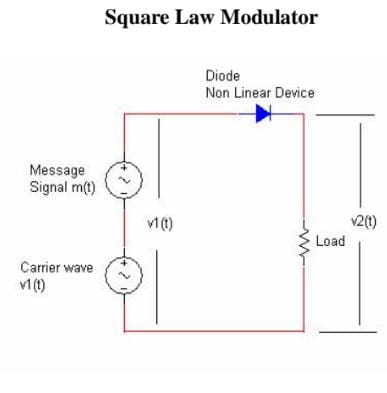 Square Law Modulator
Diode
Non Linear Device
Message
Signal m(t)
v1(t)
v2(t)
Load
Carrier wave
v1(t)